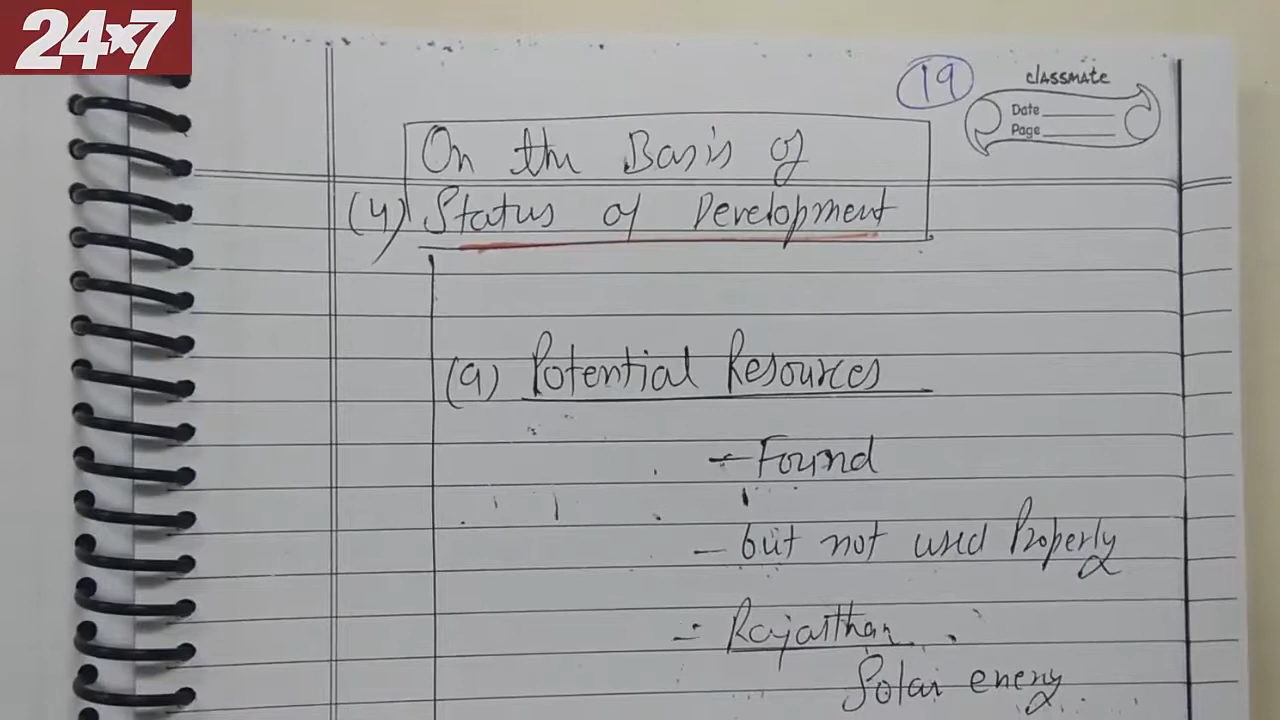 24×7
19
classmate
Date
Page
On the Basis of
(4) Status of Development
(a) Potential Resources
- Found
- but not used Properly
- Rajasthan
Solar enery